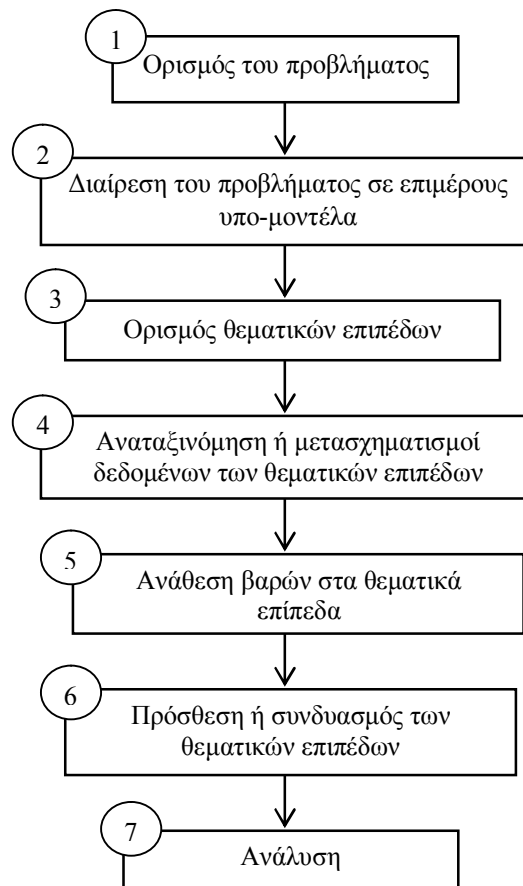 1
Ορισμός του προβλήματος
2
Διαίρεση του προβλήματος σε επιμέρους
υπο-μοντέλα
3
Ορισμός θεματικών επιπέδων
4
Αναταξινόμηση ή μετασχηματισμοί
δεδομένων των θεματικών επιπέδων
5
Ανάθεση βαρών στα θεματικά
επίπεδα
6
Πρόσθεση ή συνδυασμός των
θεματικών επιπέδων
7
Ανάλυση